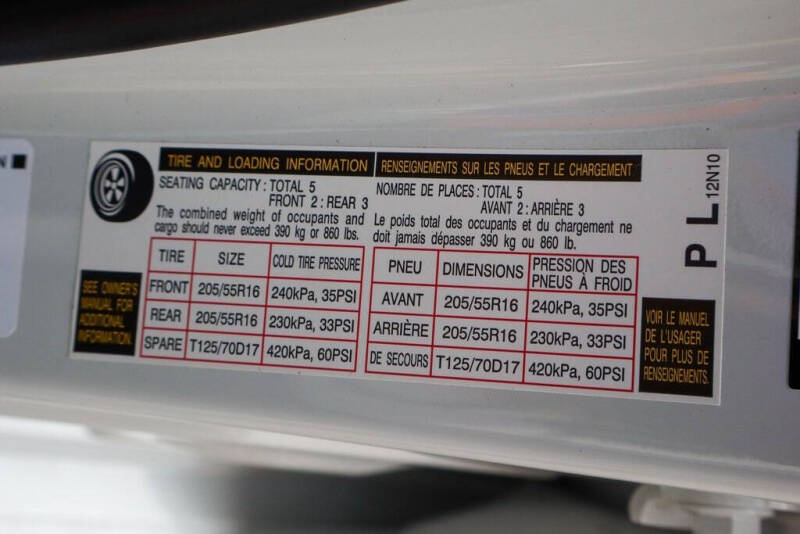 N
TIRE AND LOADING INFORMATION
SEATING CAPACITY : TOTAL 5
FRONT 2 : REAR 3
The combined weight of occupants and
cargo should never exceed 390 kg or 860 lbs.
TIRE SIZE COLD TIRE PRESSURE
FRONT 205/55R16 240kPa, 35PSI
REAR 205/55R16 230kPa, 33PSI
SPARE T125/70D17 420kPa, 60PSI
SEE OWNER'S
MANUAL FOR
ADDITIONAL
INFORMATION.
RENSEIGNEMENTS SUR LES PNEUS ET LE CHARGEMENT
NOMBRE DE PLACES : TOTAL 5
AVANT 2 : ARRIÈRE 3
Le poids total des occupants et du chargement ne
doit jamais dépasser 390 kg ou 860 lb.
PNEU DIMENSIONS PRESSION DES
PNEUS À FROID
AVANT 205/55R16 240kPa, 35PSI
ARRIÈRE 205/55R16 230kPa, 33PSI
DE SECOURS T125/70D17 420kPa, 60PSI
VOIR LE MANUEL
DE L'USAGER
POUR PLUS DE
RENSEIGNEMENTS.
P L 12N10